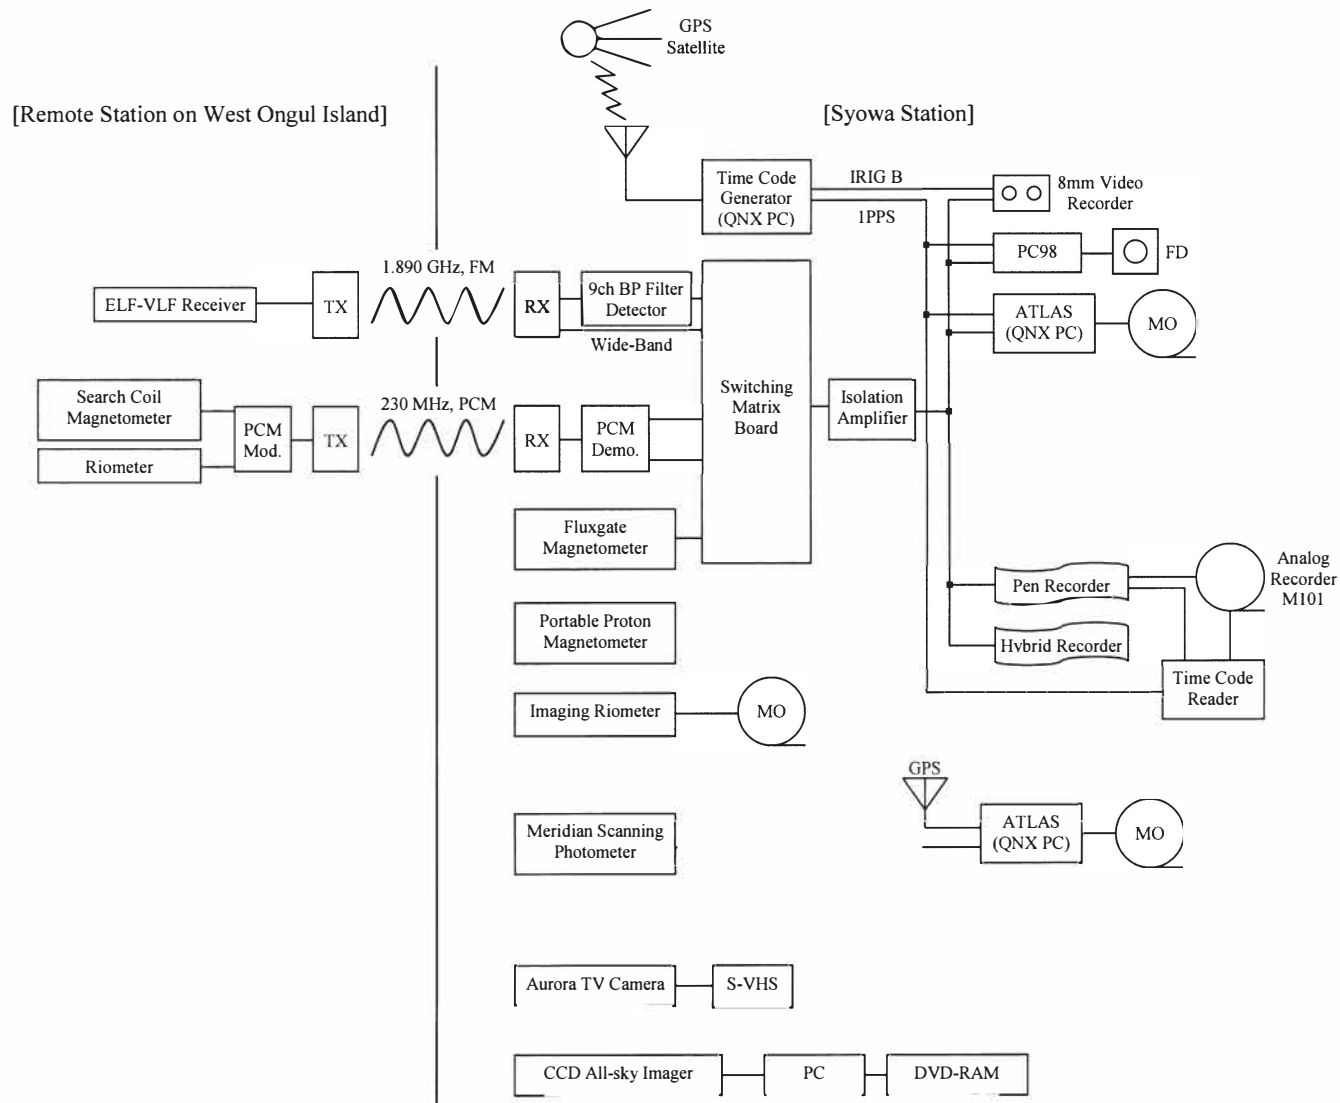 GPS
Satellite
[Remote Station on West Ongul Island]
[Syowa Station]
Time Code
Generator
(QNX PC)
IRIG B
1PPS
8mm Video
Recorder
PC98
FD
1.890 GHz, FM
ELF-VLF Receiver
TX
RX
9ch BP Filter
Detector
Wide-Band
ATLAS
(QNX PC)
MO
Search Coil
Magnetometer
Riometer
PCM
Mod.
TX
230 MHz, PCM
RX
PCM
Demo.
Switching
Matrix
Board
Isolation
Amplifier
Fluxgate
Magnetometer
Pen Recorder
Analog
Recorder
M101
Portable Proton
Magnetometer
Hvbrid Recorder
Time Code
Reader
Imaging Riometer
MO
GPS
Meridian Scanning
Photometer
ATLAS
(QNX PC)
MO
Aurora TV Camera
S-VHS
CCD All-sky Imager
PC
DVD-RAM